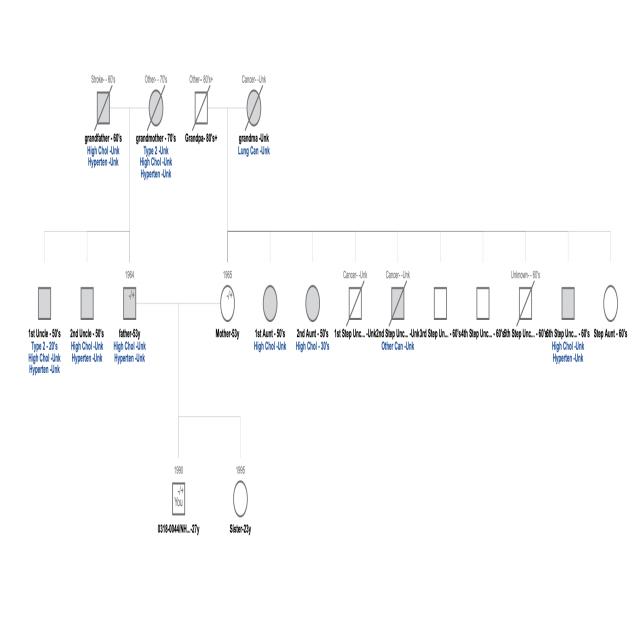 Stroke- - 60's
Other- - 70's
Other- 80's+
Cancer- -Unk
grandfather - 60's
High Chol -Unk
Hyperten -Unk
grandmother - 70's
Type 2 -Unk
High Chol -Unk
Hyperten -Unk
Grandpa- 80's+
grandma -Unk
Lung Can -Unk
1964
1965
Cancer- -Unk
Cancer- -Unk
Unknown- - 60's
-/+
-/+
1st Uncle - 50's
Type 2 - 20's
High Chol -Unk
Hyperten -Unk
2nd Uncle - 50's
High Chol -Unk
Hyperten -Unk
father-53y
High Chol -Unk
Hyperten -Unk
Mother-53y
1st Aunt - 50's
High Chol -Unk
2nd Aunt - 50's
High Chol - 30's
1st Step Unc... -Unk
2nd Step Unc... -Unk
Other Can -Unk
3rd Step Un... - 60's
4th Step Unc... - 60's
5th Step Unc... - 60's
6th Step Unc... - 60's
High Chol -Unk
Hyperten -Unk
Step Aunt - 60's
1990
1995
-/+
You
0318-0044/NH...-27y
Sister-23y